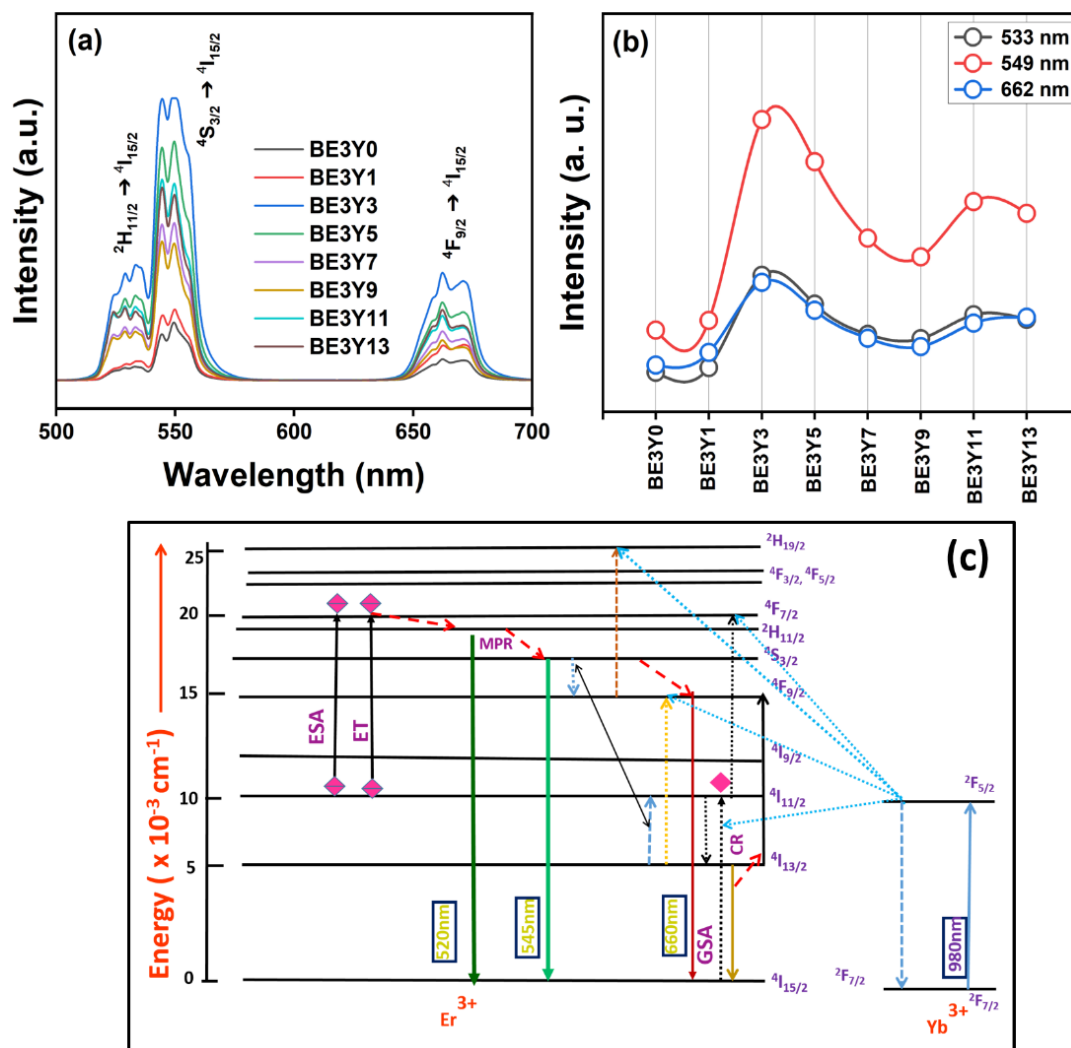 (a)
²H₁₁/₂ → ⁴I₁₅/₂
⁴S₃/₂ → ⁴I₁₅/₂
⁴F₉/₂ → ⁴I₁₅/₂
BE3Y0
BE3Y1
BE3Y3
BE3Y5
BE3Y7
BE3Y9
BE3Y11
BE3Y13
Intensity (a.u.)
500
550
600
650
700
Wavelength (nm)
(b)
533 nm
549 nm
662 nm
Intensity (a. u.)
BE3Y0
BE3Y1
BE3Y3
BE3Y5
BE3Y7
BE3Y9
BE3Y11
BE3Y13
(c)
Energy ( x 10⁻³ cm⁻¹)
25
20
15
10
5
0
²H₁₉/₂
⁴F₃/₂, ⁴F₅/₂
⁴F₇/₂
²H₁₁/₂
⁴S₃/₂
⁴F₉/₂
⁴I₉/₂
⁴I₁₁/₂
⁴I₁₃/₂
⁴I₁₅/₂
ESA
ET
MPR
CR
GSA
520nm
545nm
660nm
980nm
²F₅/₂
²F₇/₂
²F₇/₂
Er³⁺
Yb³⁺